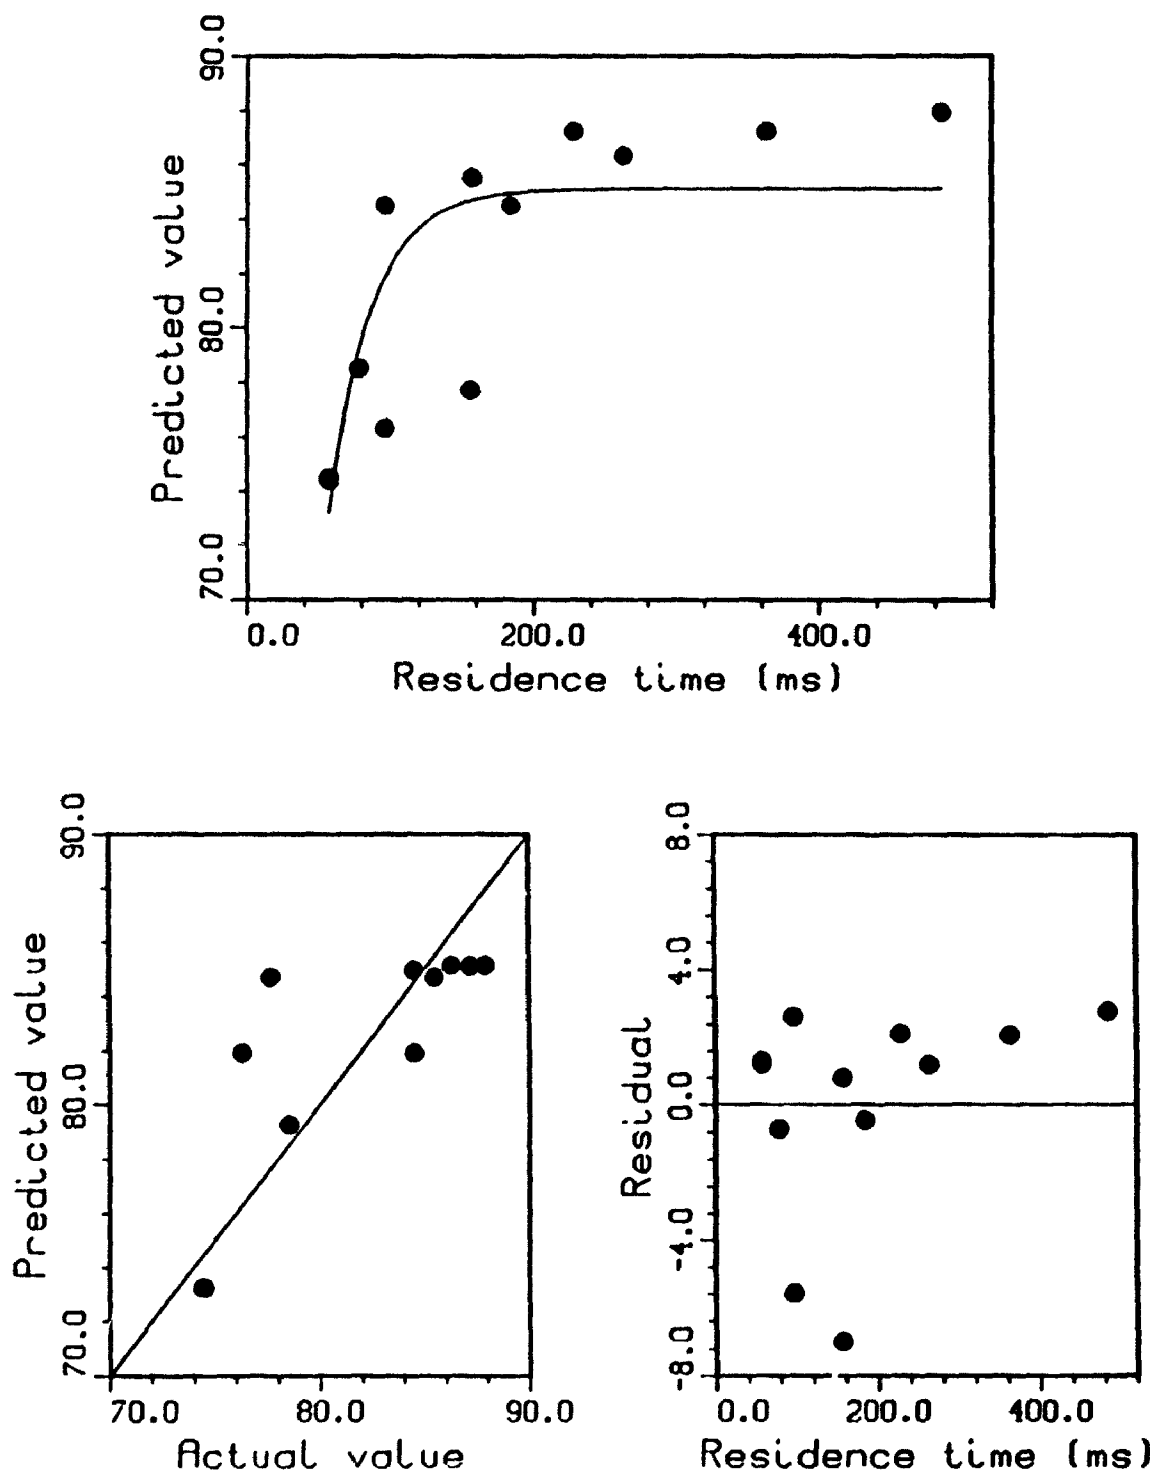 90.0
80.0
70.0
Predicted value
0.0 200.0 400.0
Residence time (ms)
90.0
80.0
70.0
Predicted value
70.0 80.0 90.0
Actual value
8.0
4.0
0.0
-4.0
-8.0
Residual
0.0 200.0 400.0
Residence time (ms)